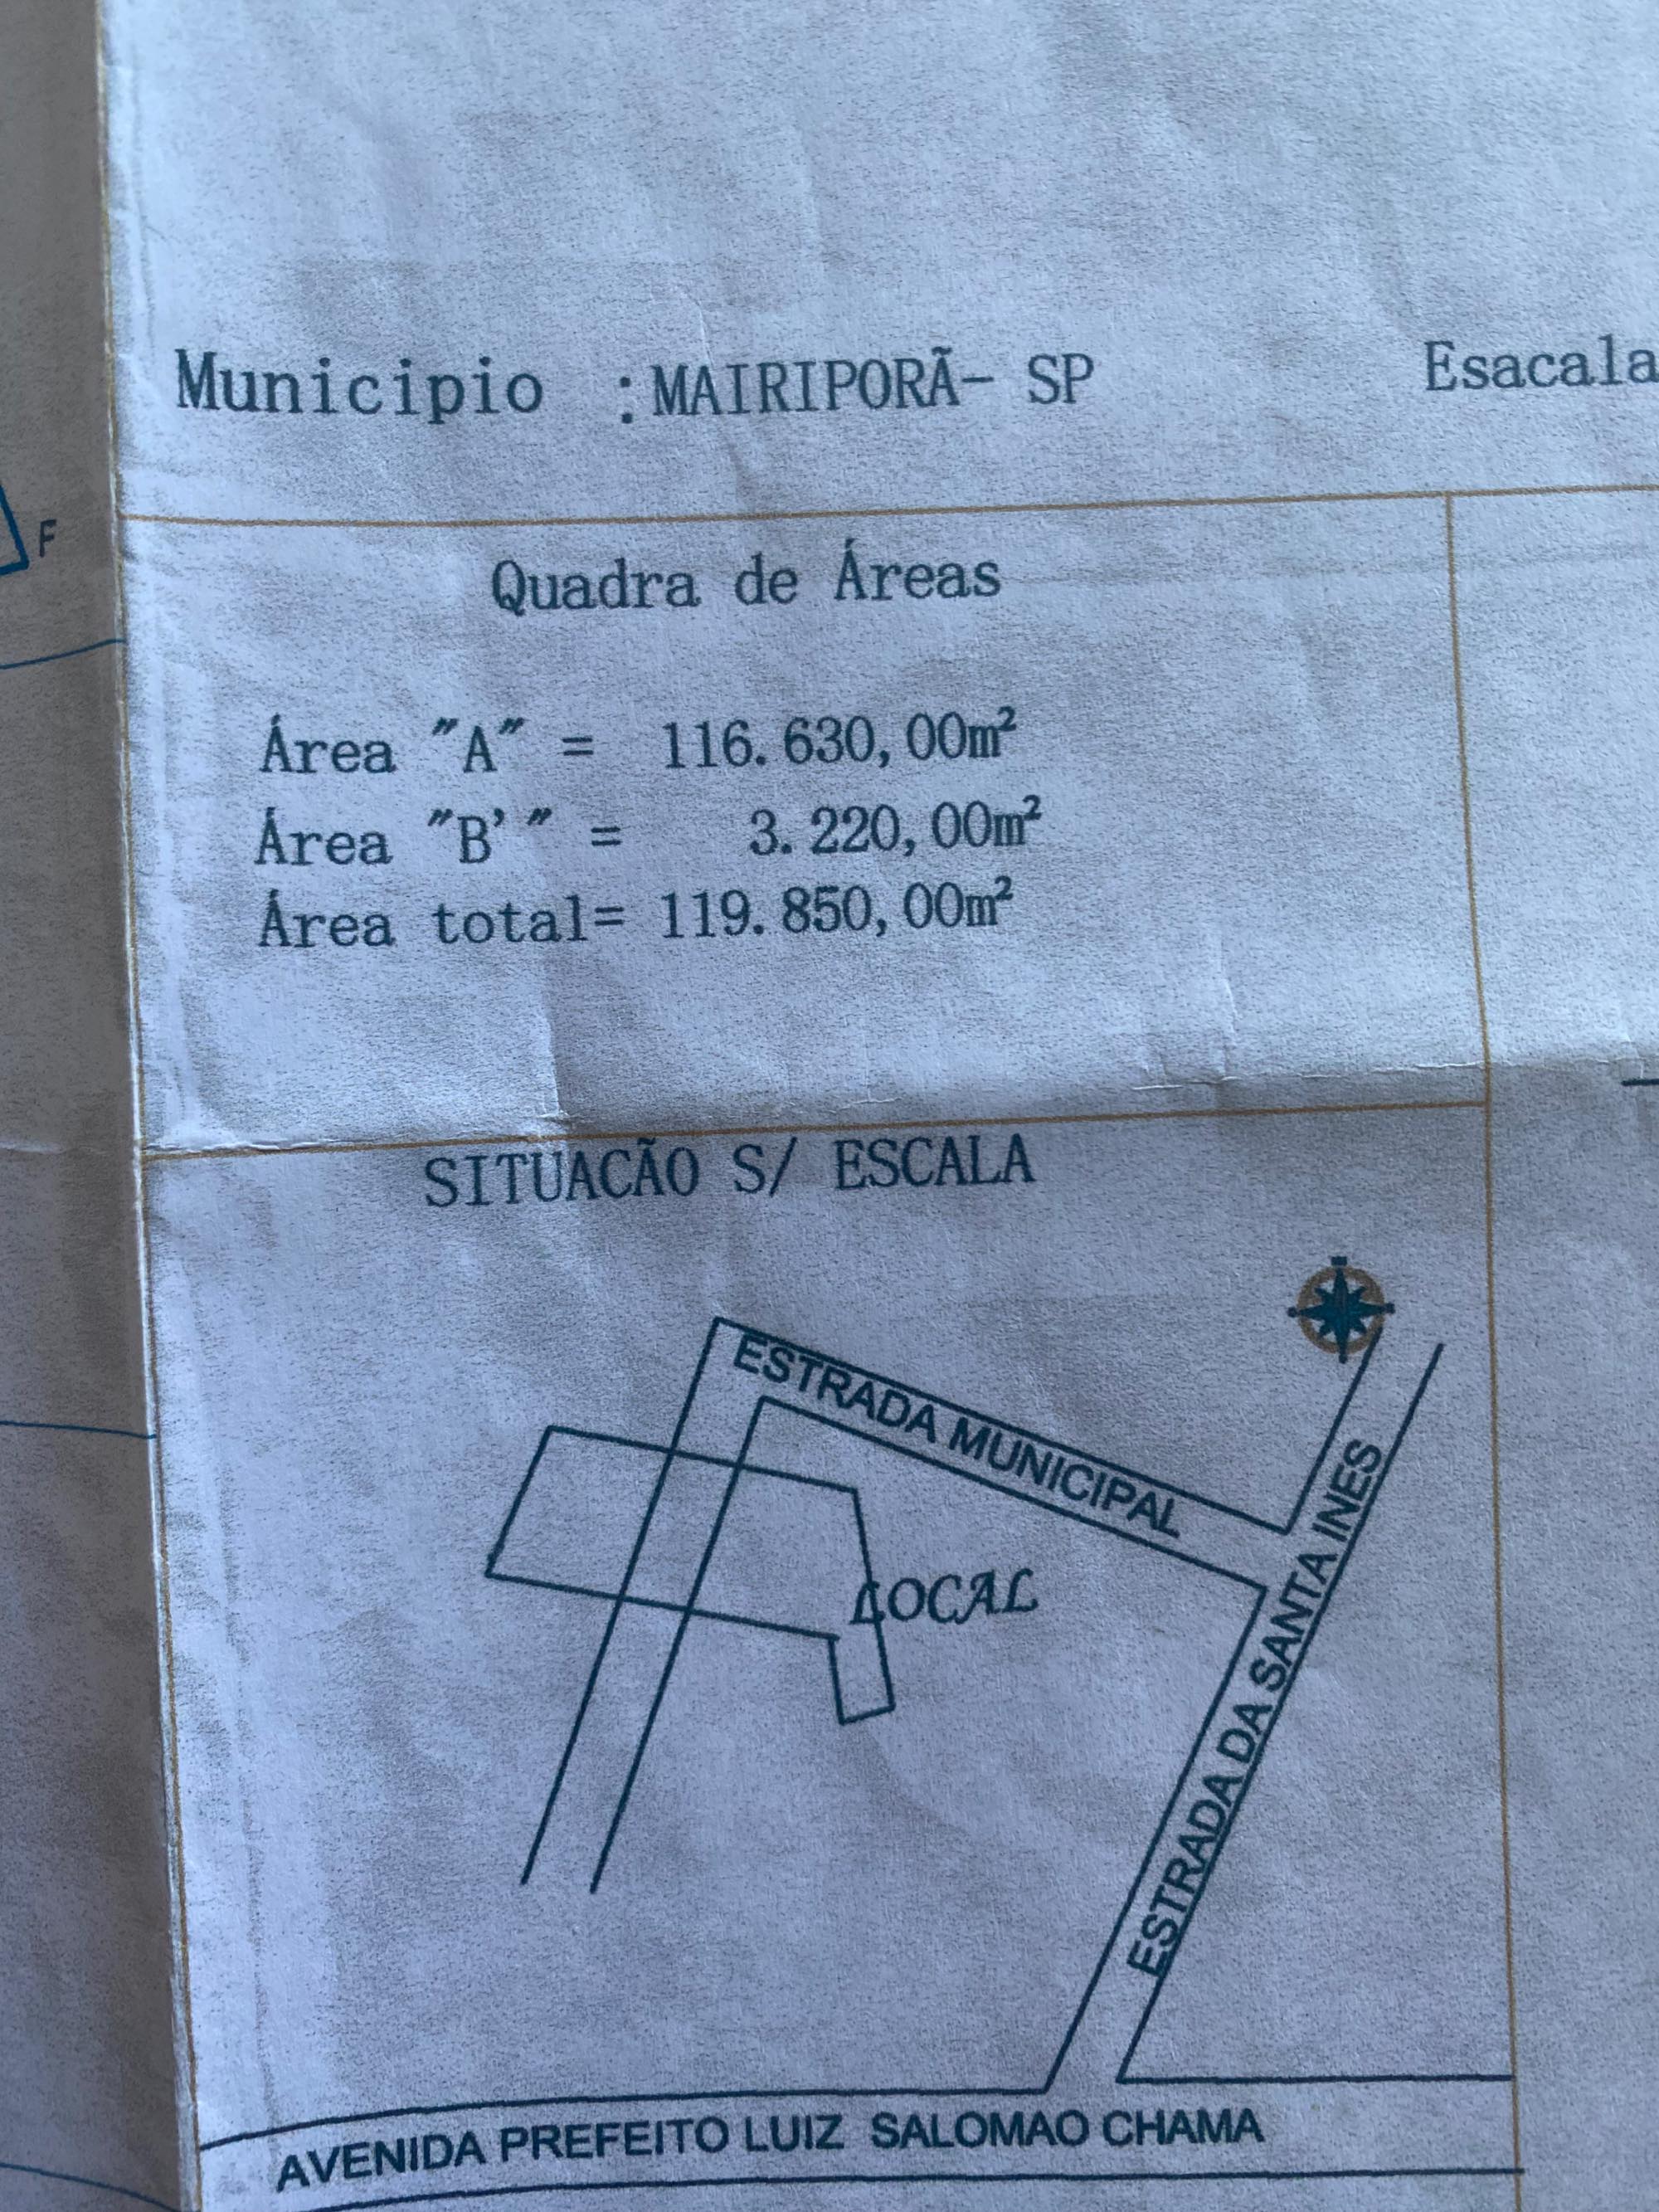 Municipio :MAIRIPORÃ- SP
Esacala
F
Quadra de Áreas
Área "A" = 116.630,00m²
Área "B'" = 3.220,00m²
Área total= 119.850,00m²
SITUACÃO S/ ESCALA
ESTRADA MUNICIPAL
LOCAL
ESTRADA DA SANTA INES
AVENIDA PREFEITO LUIZ SALOMAO CHAMA